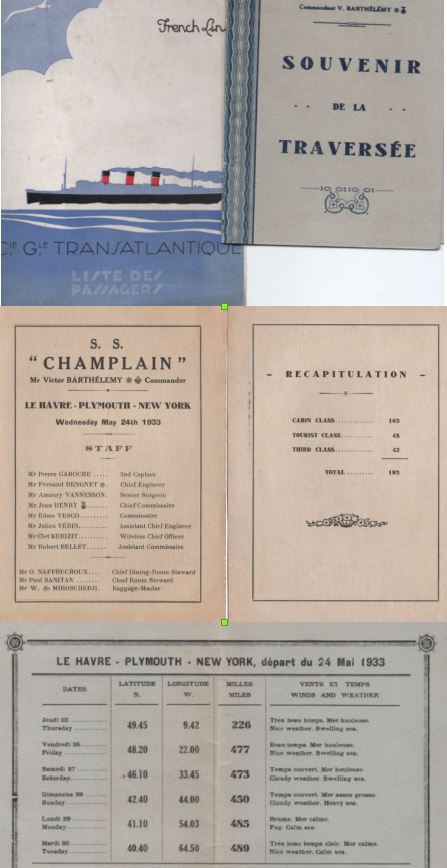 French Lin
CIE GLE TRANSATLANTIQUE
LISTE DES
PASSAGERS
Commandant V. BARTHÉLEMY
SOUVENIR
DE LA
TRAVERSÉE
S. S.
“ CHAMPLAIN ”
Mr Victor BARTHÉLEMY Commander
LE HAVRE - PLYMOUTH - NEW YORK
Wednesday May 24th 1933
STAFF
Mr Pierre GAROCHE ..... 2nd Captain
Mr Fernand BENGNET . Chief Engineer
Mr Amaury VANNESSON. Senior Surgeon
Mr Jean HENRY ....... Chief Commissaire
Mr Edme VESCO......... Commissaire
Mr Julien VERIN........ Assistant Chief Engineer
Mr Clet KÉRIZIT........ Wireless Chief Officer
Mr Robert BELLET...... Assistant Commissaire
Mr O. NAFFRECHOUX.... Chief Dining-Room Steward
Mr Paul SANITAS ........ Chief Room Steward
Mr W. de MIROSCHEDJI. Baggage-Master
- RECAPITULATION -
CABIN CLASS............ 103
TOURIST CLASS.......... 48
THIRD CLASS............ 42
TOTAL ........ 193
LE HAVRE - PLYMOUTH - NEW YORK, départ du 24 Mai 1933
DATES LATITUDE N. LONGITUDE W. MILLES MILES VENTS ET TEMPS WINDS AND WEATHER
Jeudi 25 ........... Très beau temps. Mer houleuse.
Thursday ........... 49.45 9.42 226 Nice weather. Swelling sea.
Vendredi 26......... Beau temps. Mer houleuse.
Friday ............. 48.20 22.00 477 Nice weather. Swelling sea.
Samedi 27 .......... Temps couvert. Mer houleuse.
Saturday............ 46.10 33.45 473 Cloudy weather. Swelling sea.
Dimanche 28 ........ Temps couvert. Mer assez grosse.
Sunday ............. 42.40 44.00 450 Cloudy weather. Heavy sea.
Lundi 29 ........... Brume. Mer calme.
Monday.............. 41.10 54.03 485 Fog. Calm sea.
Mardi 30 ........... Très beau temps clair. Mer calme.
Tuesday ............ 40.40 64.50 489 Nice weather. Calm sea.